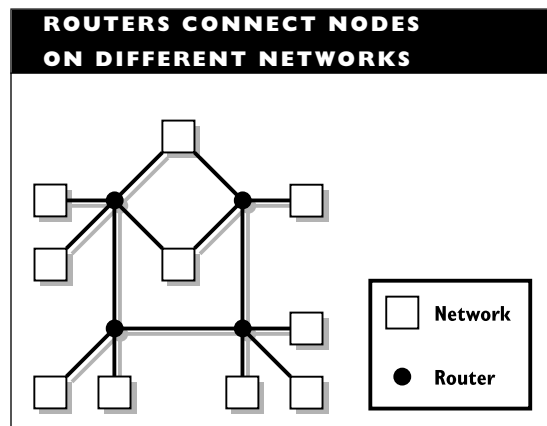 ROUTERS CONNECT NODES
ON DIFFERENT NETWORKS
Network
Router